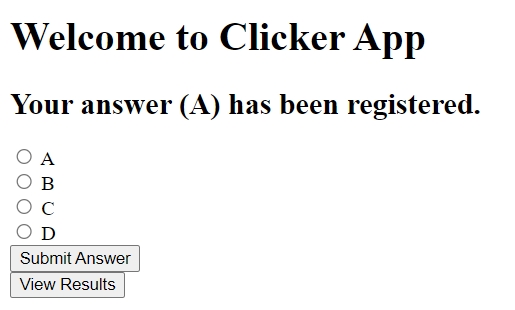 Welcome to Clicker App
Your answer (A) has been registered.
A
B
C
D
Submit Answer
View Results